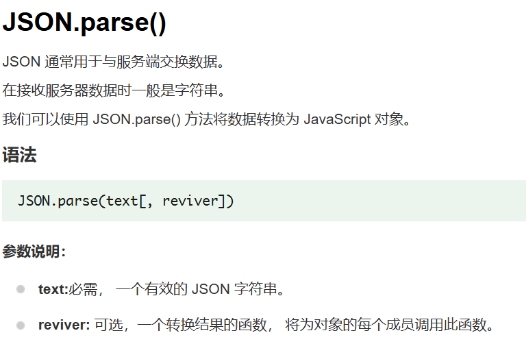 JSON.parse()
JSON 通常用于与服务端交换数据。
在接收服务器数据时一般是字符串。
我们可以使用 JSON.parse() 方法将数据转换为 JavaScript 对象。
语法
JSON.parse(text[, reviver])
参数说明：
text:必需， 一个有效的 JSON 字符串。
reviver: 可选，一个转换结果的函数， 将为对象的每个成员调用此函数。